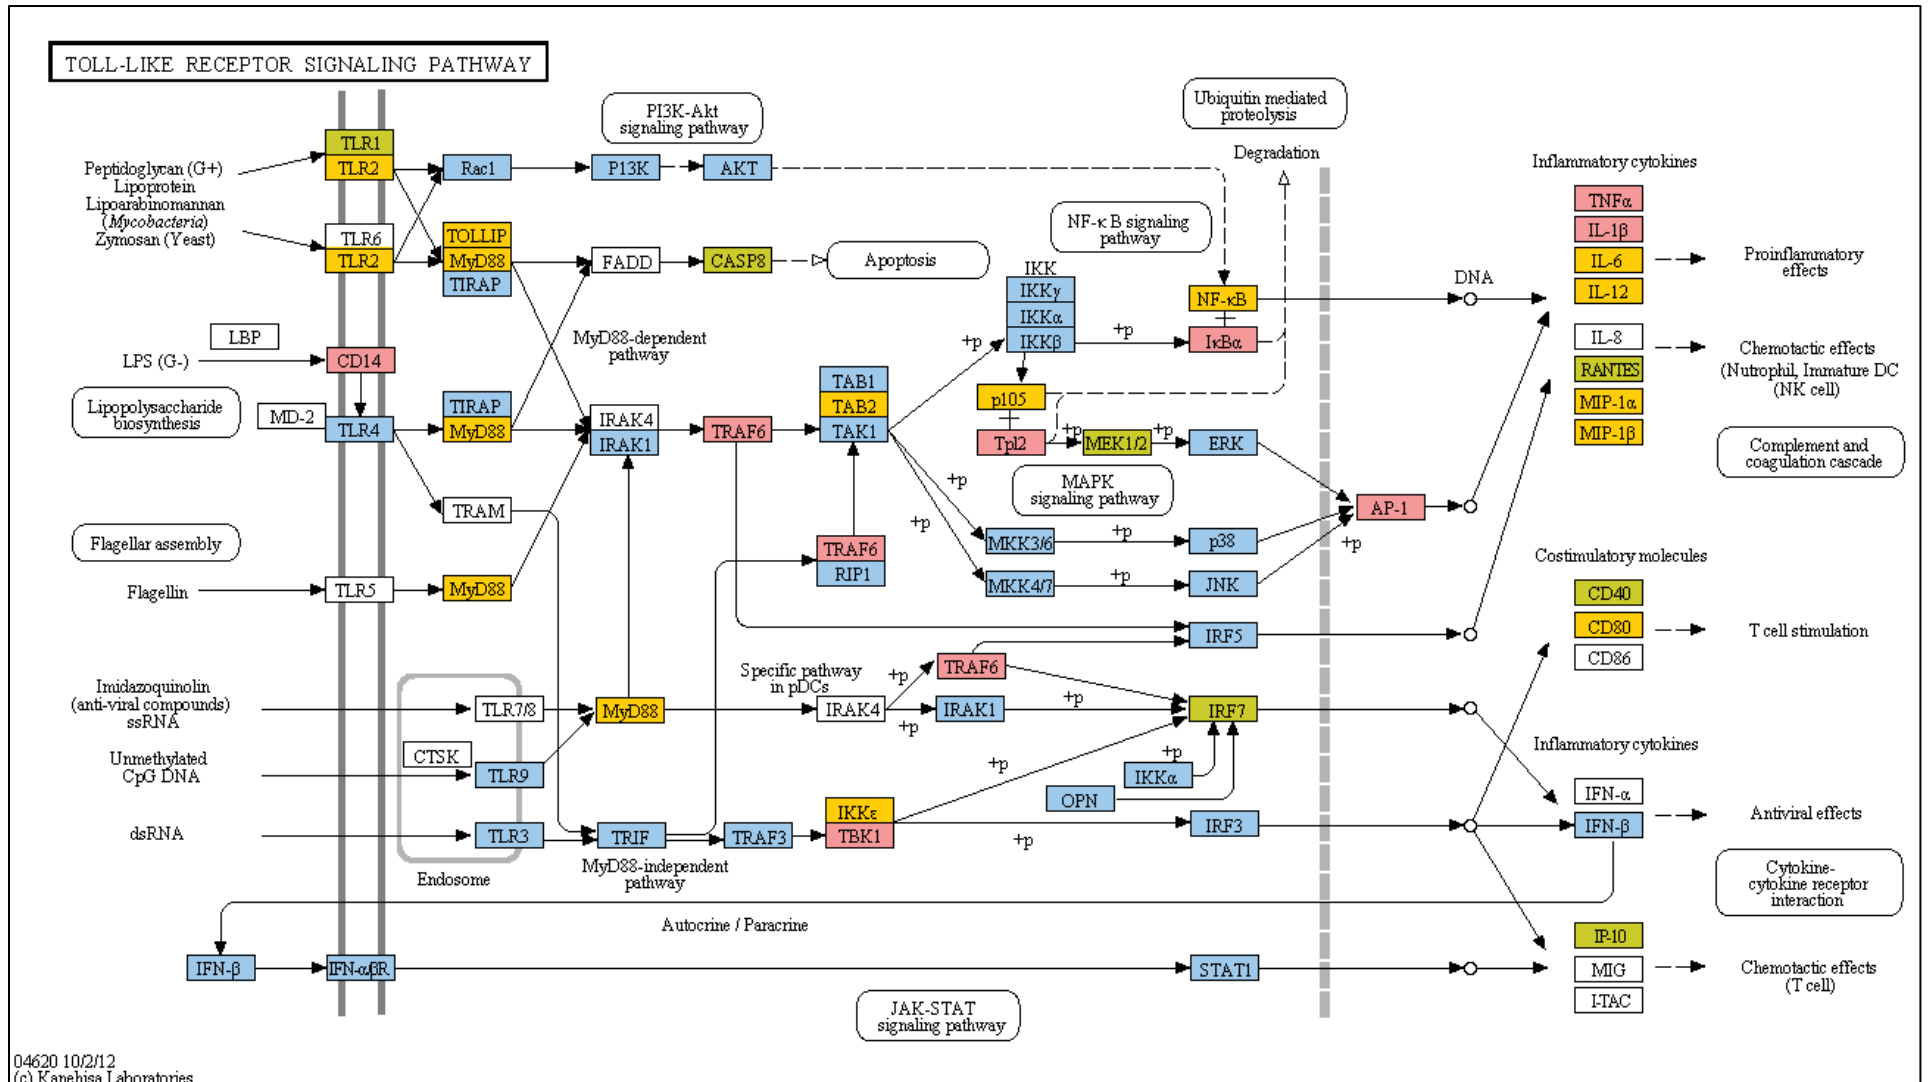 TOLL-LIKE RECEPTOR SIGNALING PATHWAY
PI3K-Akt
signaling pathway
Ubiquitin mediated
proteolysis
Degradation
Inflammatory cytokines
TLR1
TLR2
Peptidoglycan (G+)
Lipoprotein
Lipoarabinomannan
(Mycobacteria)
Zymosan (Yeast)
Rac1
P13K
AKT
TNFα
IL-1β
IL-6
IL-12
Proinflammatory
effects
TLR6
TLR2
TOLLIP
MyD88
TIRAP
FADD
CASP8
Apoptosis
NF-κB signaling
pathway
IKK
IKKγ
IKKα
IKKβ
NF-κB
DNA
+p
+p
IκBα
IL-8
RANTES
MIP-1α
MIP-1β
Chemotactic effects
(Nutrophil, Immature DC
(NK cell)
LBP
LPS (G-)
CD14
MyD88-dependent
pathway
Lipopolysaccharide
biosynthesis
MD-2
TLR4
TIRAP
MyD88
IRAK4
IRAK1
TRAF6
TAB1
TAB2
TAK1
p105
Tpl2
+p
MEK1/2
+p
ERK
Complement and
coagulation cascade
MAPK
signaling pathway
+p
+p
TRAM
AP-1
Flagellar assembly
TRAF6
RIP1
MKK3/6
+p
p38
+p
MKK4/7
+p
JNK
Costimulatory molecules
CD40
CD80
CD86
T cell stimulation
Flagellin
TLR5
MyD88
IRF5
Specific pathway
in pDCs
+p
TRAF6
Imidazoquinolin
(anti-viral compounds)
ssRNA
TLR7/8
MyD88
IRAK4
+p
IRAK1
+p
IRF7
Unmethylated
CpG DNA
CTSK
TLR9
+p
+p
IKKα
OPN
Inflammatory cytokines
IFN-α
IFN-β
Antiviral effects
dsRNA
TLR3
TRIF
TRAF3
IKKε
TBK1
+p
IRF3
Endosome
MyD88-independent
pathway
Cytokine-
cytokine receptor
interaction
Autocrine / Paracrine
IFN-β
IFN-α/βR
STAT1
IP-10
MIG
I-TAC
Chemotactic effects
(T cell)
JAK-STAT
signaling pathway
04620 10/2/12
(c) Kanehisa Laboratories